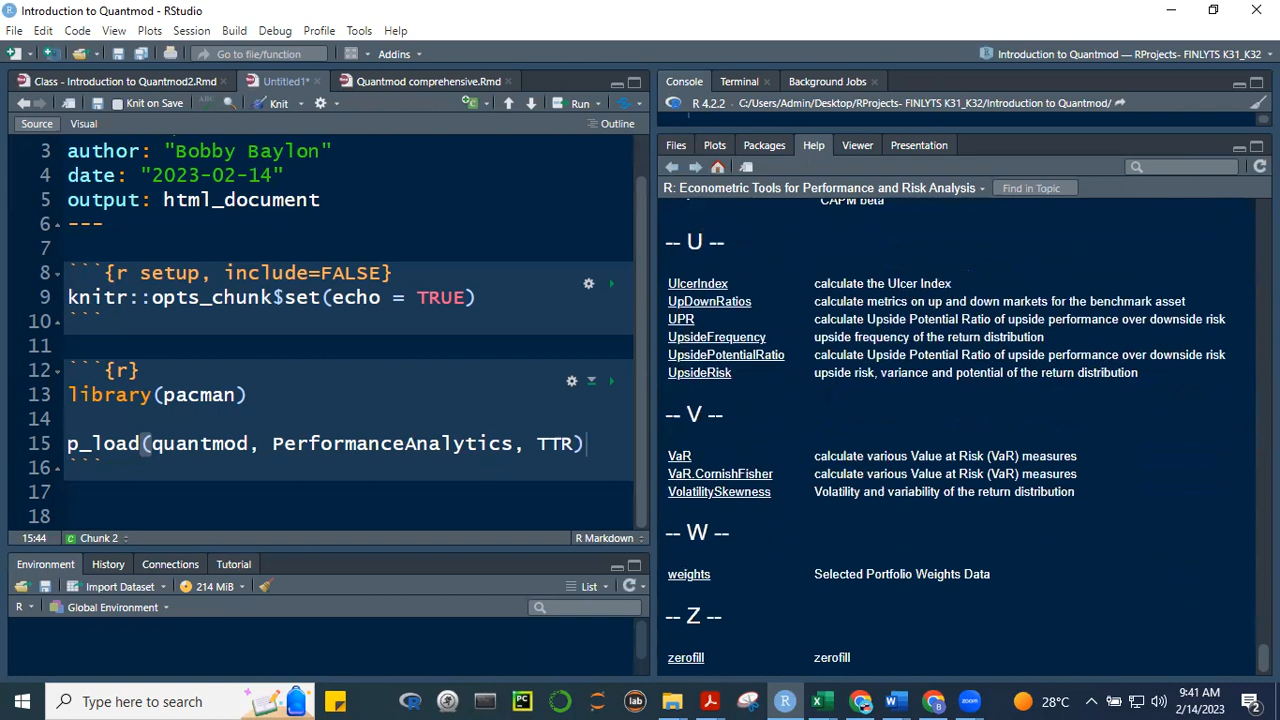 Introduction to Quantmod - RStudio
File Edit Code View Plots Session Build Debug Profile Tools Help
Go to file/function Addins Introduction to Quantmod — RProjects- FINLYTS K31_K32
Class - Introduction to Quantmod2.Rmd Untitled1* Quantmod comprehensive.Rmd
Knit on Save ABC Knit Run
Source Visual Outline
3 author: "Bobby Baylon"
4 date: "2023-02-14"
5 output: html_document
6 ---
7
8 ```{r setup, include=FALSE}
9 knitr::opts_chunk$set(echo = TRUE)
10 ```
11
12 ```{r}
13 library(pacman)
14
15 p_load(quantmod, PerformanceAnalytics, TTR)
16 ```
17
18
15:44 Chunk 2 R Markdown
Environment History Connections Tutorial
Import Dataset 214 MiB List
R Global Environment
Console Terminal Background Jobs
R 4.2.2 C:/Users/Admin/Desktop/RProjects- FINLYTS K31_K32/Introduction to Quantmod/
Files Plots Packages Help Viewer Presentation
R: Econometric Tools for Performance and Risk Analysis Find in Topic
CAPM beta
-- U --
UlcerIndex calculate the Ulcer Index
UpDownRatios calculate metrics on up and down markets for the benchmark asset
UPR calculate Upside Potential Ratio of upside performance over downside risk
UpsideFrequency upside frequency of the return distribution
UpsidePotentialRatio calculate Upside Potential Ratio of upside performance over downside risk
UpsideRisk upside risk, variance and potential of the return distribution
-- V --
VaR calculate various Value at Risk (VaR) measures
VaR.CornishFisher calculate various Value at Risk (VaR) measures
VolatilitySkewness Volatility and variability of the return distribution
-- W --
weights Selected Portfolio Weights Data
-- Z --
zerofill zerofill
Type here to search PC lab zoom 28°C 9:41 AM
2/14/2023 2